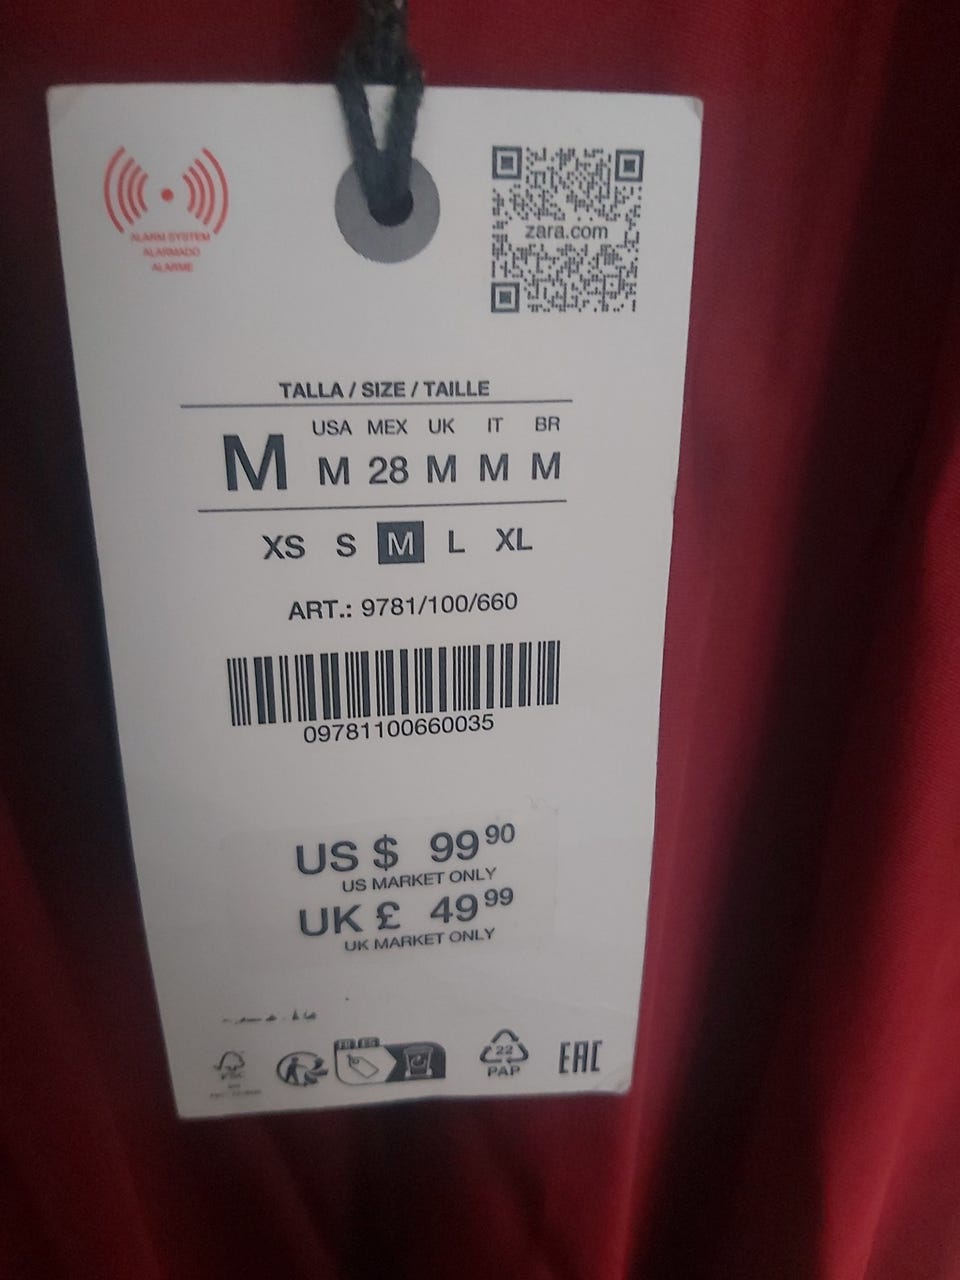 ALARM SYSTEM
ALARMADO
ALARME
zara.com
TALLA / SIZE / TAILLE
USA MEX UK IT BR
M M 28 M M M
XS S M L XL
ART.: 9781/100/660
09781100660035
US $ 99 90
US MARKET ONLY
UK £ 49 99
UK MARKET ONLY
22
PAP
EAC